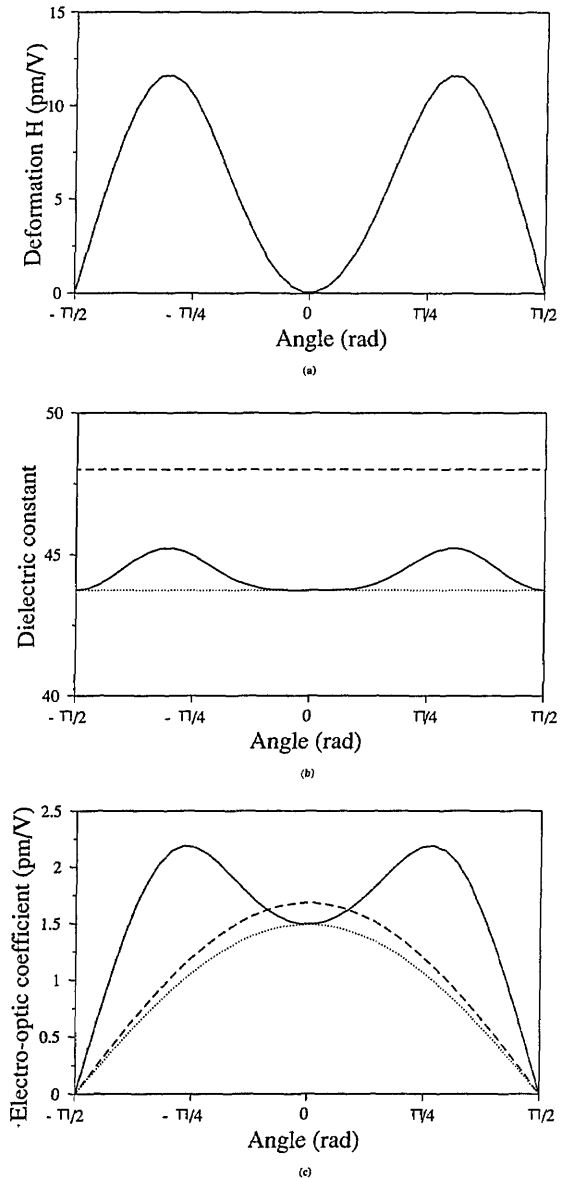 15
10
5
0
Deformation H (pm/V)
- π/2
- π/4
0
π/4
π/2
Angle (rad)
(a)
50
45
40
Dielectric constant
- π/2
- π/4
0
π/4
π/2
Angle (rad)
(b)
2.5
2
1.5
1
0.5
0
Electro-optic coefficient (pm/V)
- π/2
- π/4
0
π/4
π/2
Angle (rad)
(c)